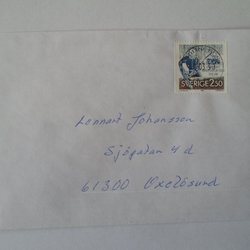 SVERIGE 2.50
Lennart Johansson
Sjögatan 4 d
61300 Oxelösund